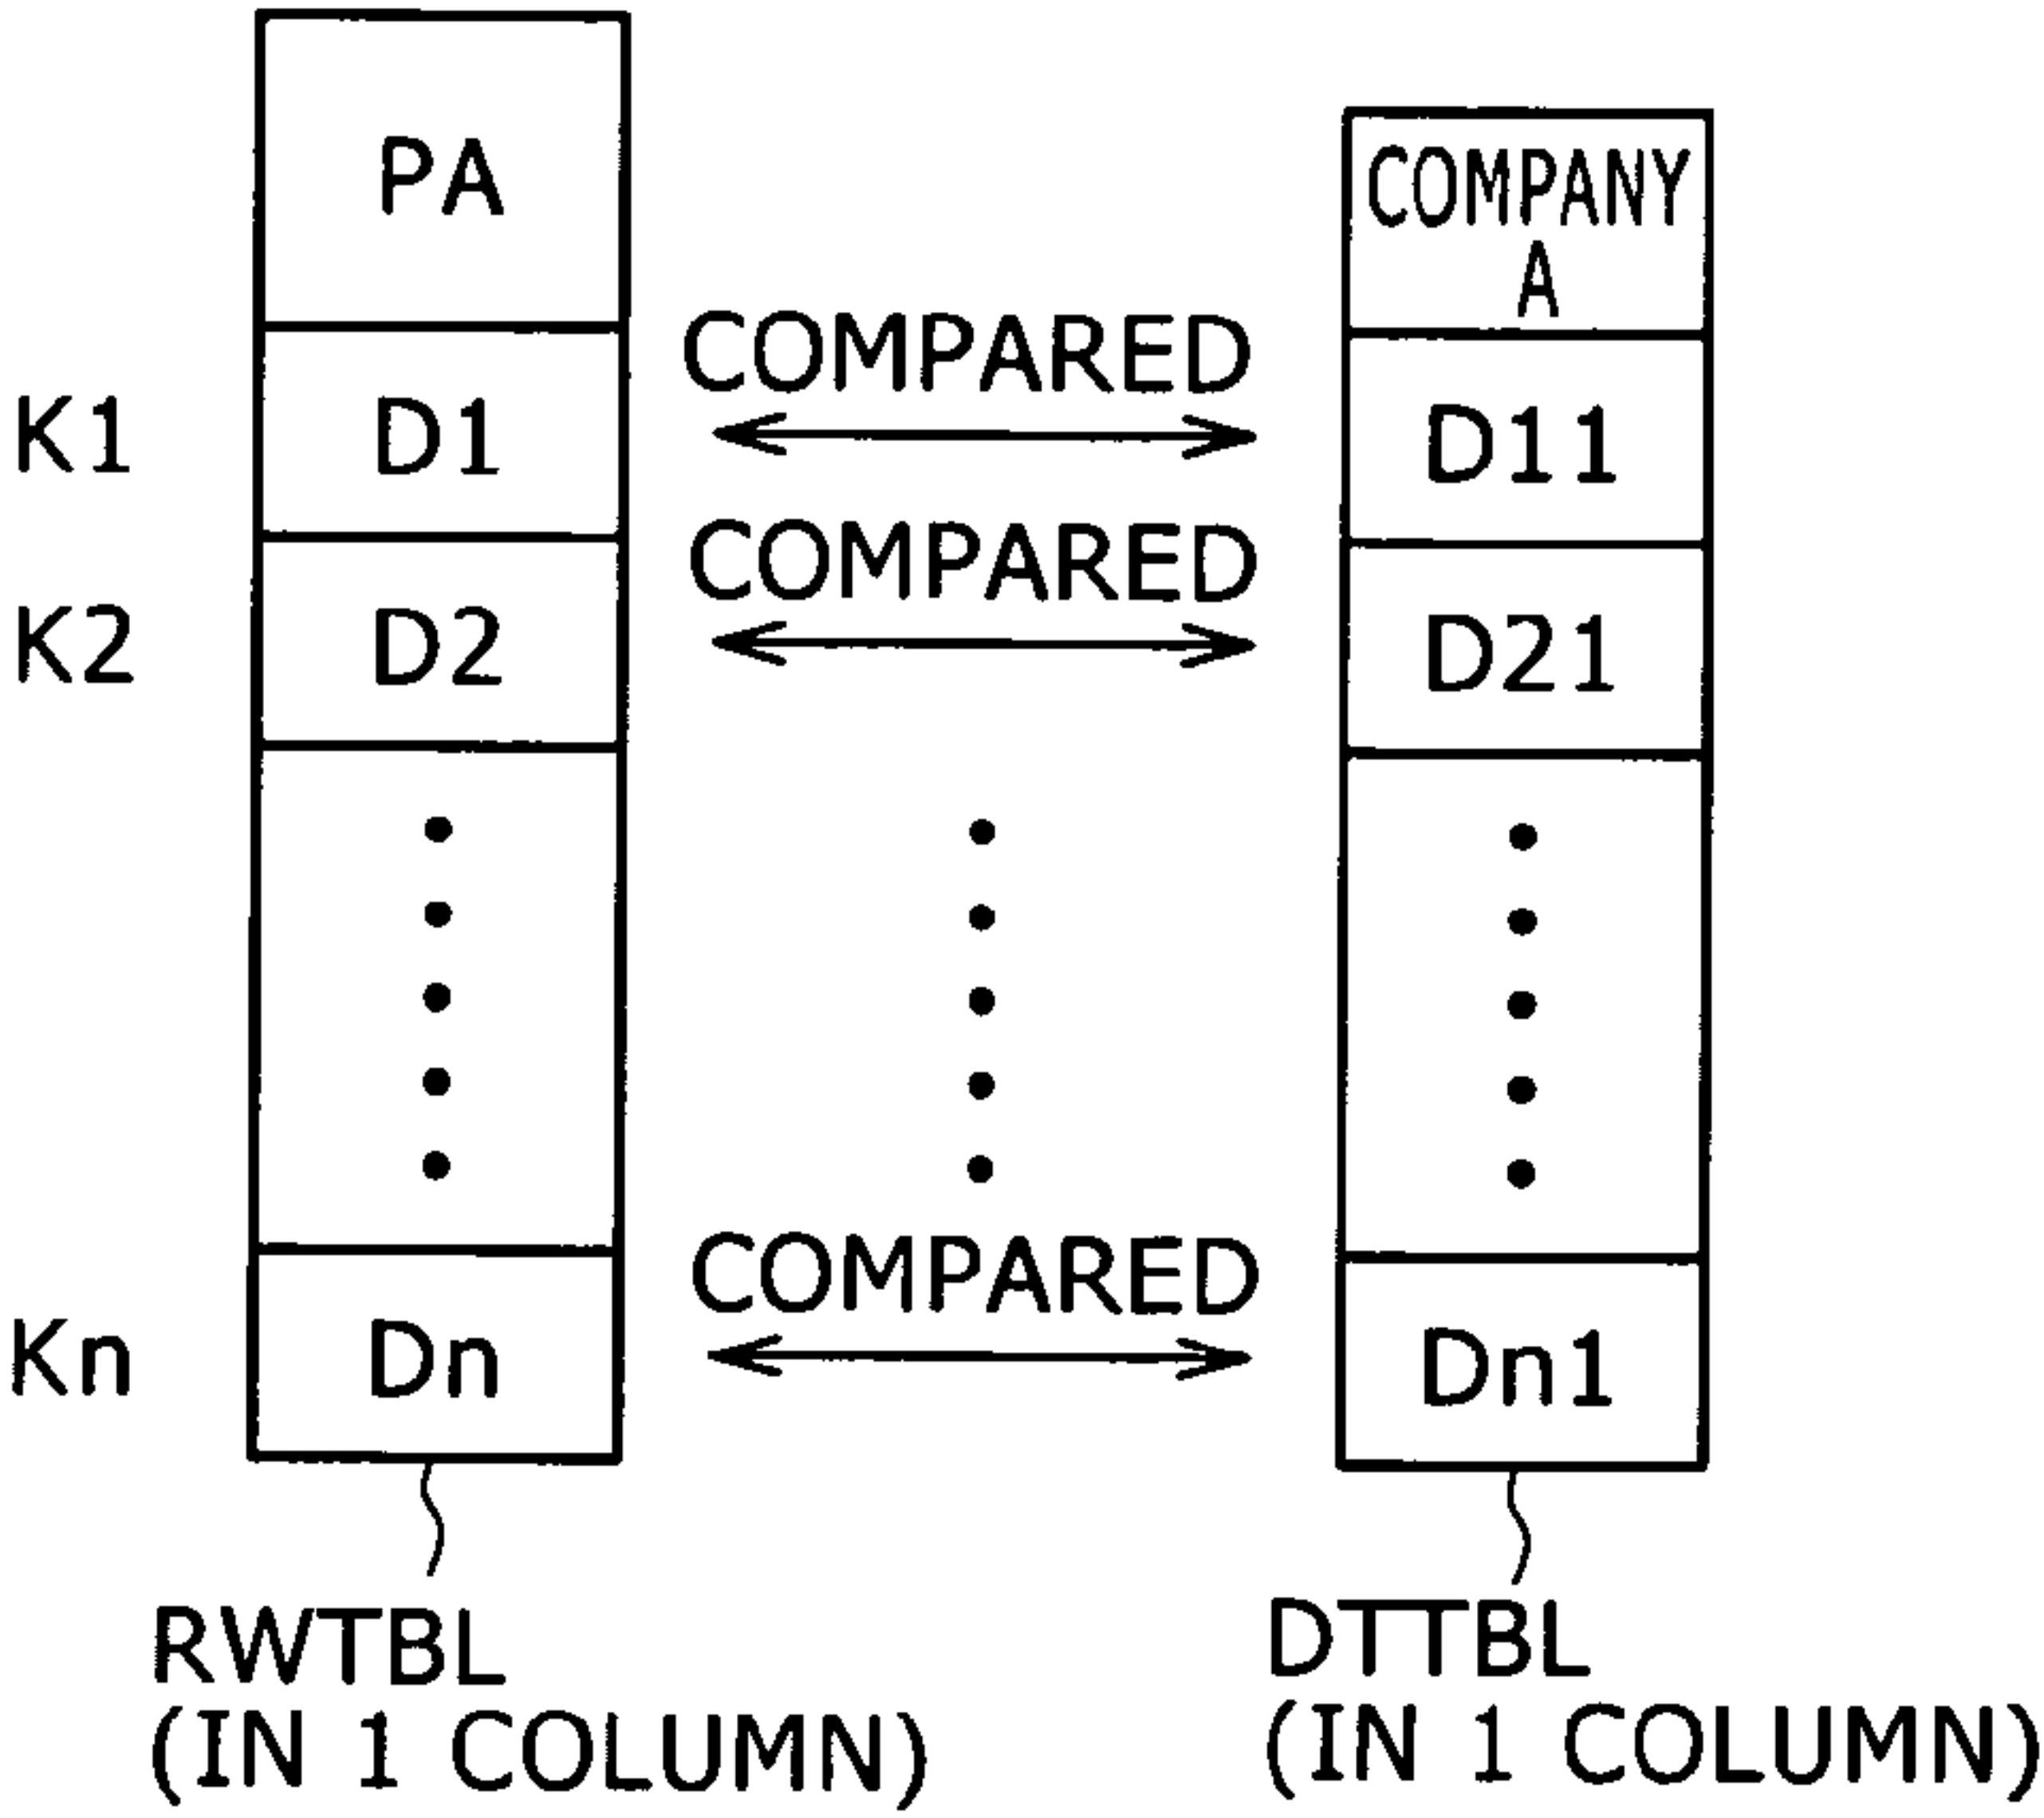 PA
COMPANY
A
COMPARED
K1 D1 D11
COMPARED
K2 D2 D21
COMPARED
Kn Dn Dn1
RWTBL
(IN 1 COLUMN)
DTTBL
(IN 1 COLUMN)